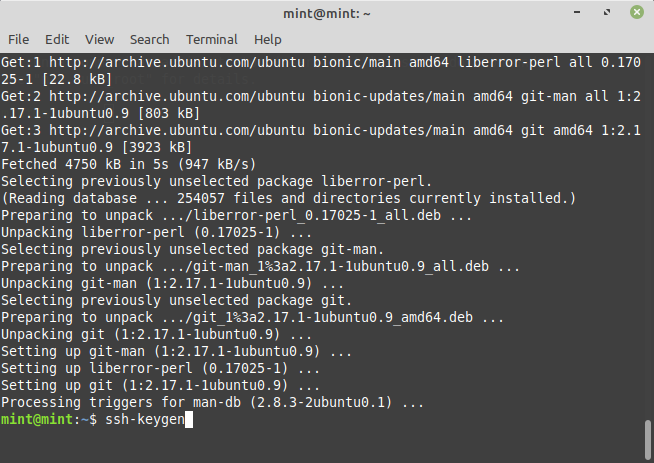 mint@mint: ~
File Edit View Search Terminal Help
Get:1 http://archive.ubuntu.com/ubuntu bionic/main amd64 liberror-perl all 0.170
25-1 [22.8 kB]
Get:2 http://archive.ubuntu.com/ubuntu bionic-updates/main amd64 git-man all 1:2
.17.1-1ubuntu0.9 [803 kB]
Get:3 http://archive.ubuntu.com/ubuntu bionic-updates/main amd64 git amd64 1:2.1
7.1-1ubuntu0.9 [3923 kB]
Fetched 4750 kB in 5s (947 kB/s)
Selecting previously unselected package liberror-perl.
(Reading database ... 254057 files and directories currently installed.)
Preparing to unpack .../liberror-perl_0.17025-1_all.deb ...
Unpacking liberror-perl (0.17025-1) ...
Selecting previously unselected package git-man.
Preparing to unpack .../git-man_1%3a2.17.1-1ubuntu0.9_all.deb ...
Unpacking git-man (1:2.17.1-1ubuntu0.9) ...
Selecting previously unselected package git.
Preparing to unpack .../git_1%3a2.17.1-1ubuntu0.9_amd64.deb ...
Unpacking git (1:2.17.1-1ubuntu0.9) ...
Setting up git-man (1:2.17.1-1ubuntu0.9) ...
Setting up liberror-perl (0.17025-1) ...
Setting up git (1:2.17.1-1ubuntu0.9) ...
Processing triggers for man-db (2.8.3-2ubuntu0.1) ...
mint@mint:~$ ssh-keygen